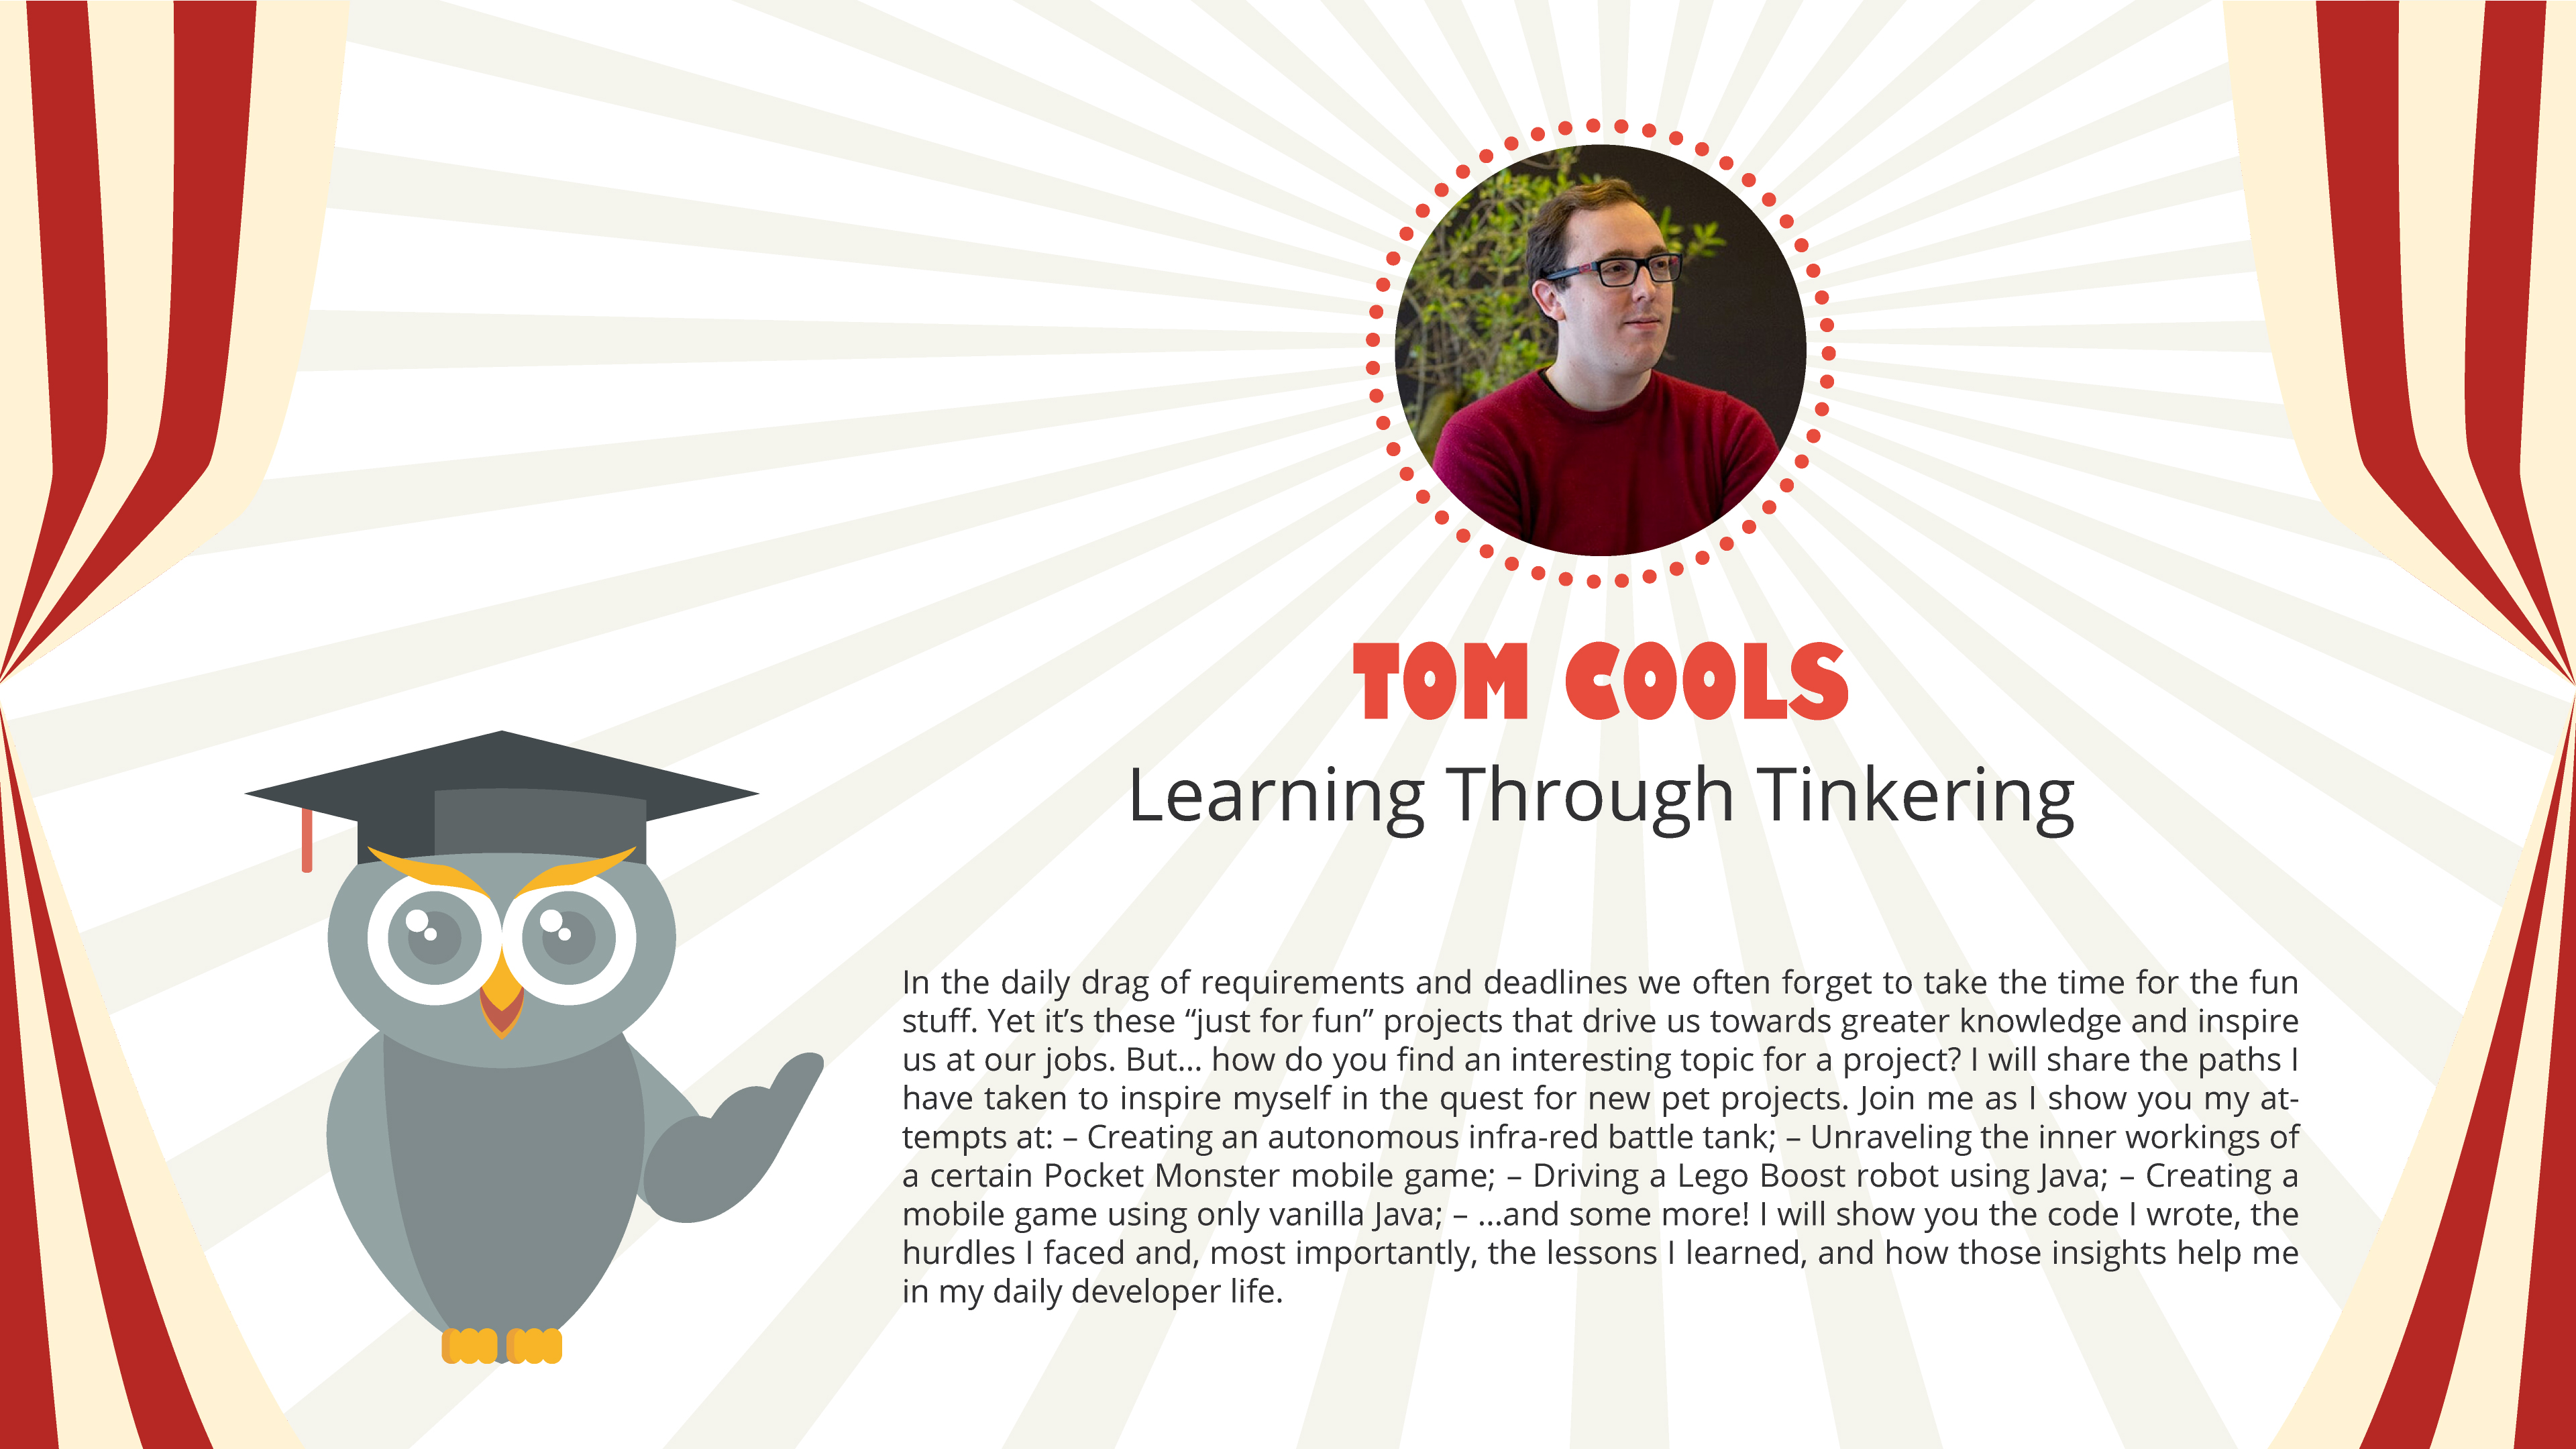 TOM COOLS
Learning Through Tinkering
In the daily drag of requirements and deadlines we often forget to take the time for the fun
stuff. Yet it’s these “just for fun” projects that drive us towards greater knowledge and inspire
us at our jobs. But... how do you find an interesting topic for a project? I will share the paths I
have taken to inspire myself in the quest for new pet projects. Join me as I show you my at-
tempts at: – Creating an autonomous infra-red battle tank; – Unraveling the inner workings of
a certain Pocket Monster mobile game; – Driving a Lego Boost robot using Java; – Creating a
mobile game using only vanilla Java; – ...and some more! I will show you the code I wrote, the
hurdles I faced and, most importantly, the lessons I learned, and how those insights help me
in my daily developer life.